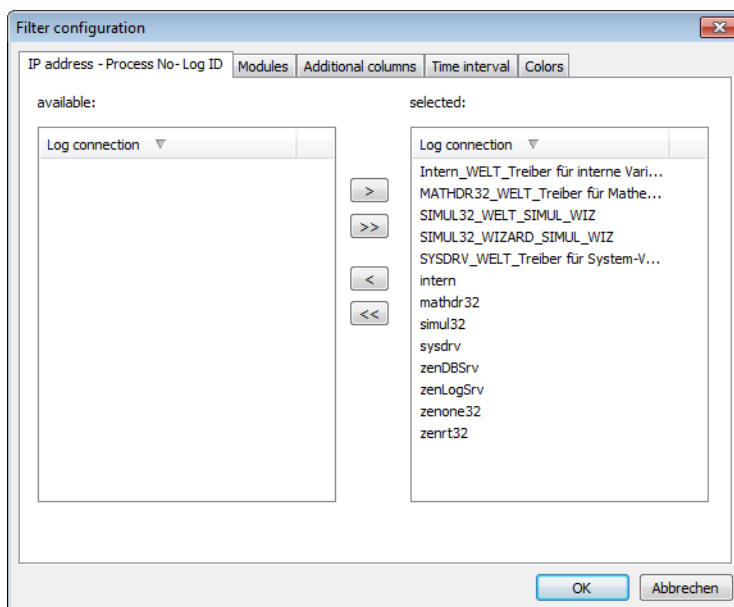 Filter configuration
IP address - Process No- Log ID Modules Additional columns Time interval Colors
available: selected:
Log connection Log connection
Intern_WELT_Treiber für interne Vari...
MATHDR32_WELT_Treiber für Mathe...
> SIMUL32_WELT_SIMUL_WIZ
>> SIMUL32_WIZARD_SIMUL_WIZ
SYSDRV_WELT_Treiber für System-V...
< intern
mathdr32
<< simul32
sysdrv
zenDBSrv
zenLogSrv
zenone32
zenrt32
OK Abbrechen